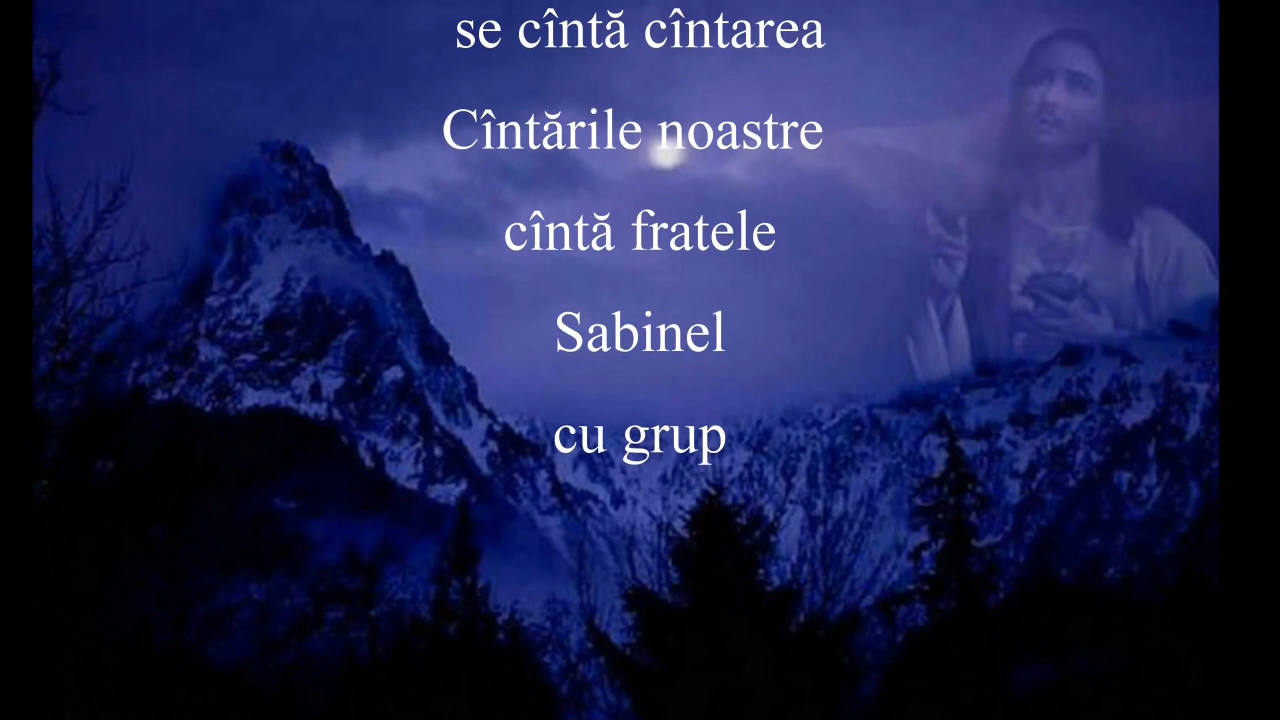 se cîntă cîntarea
Cîntările noastre
cîntă fratele
Sabinel
cu grup